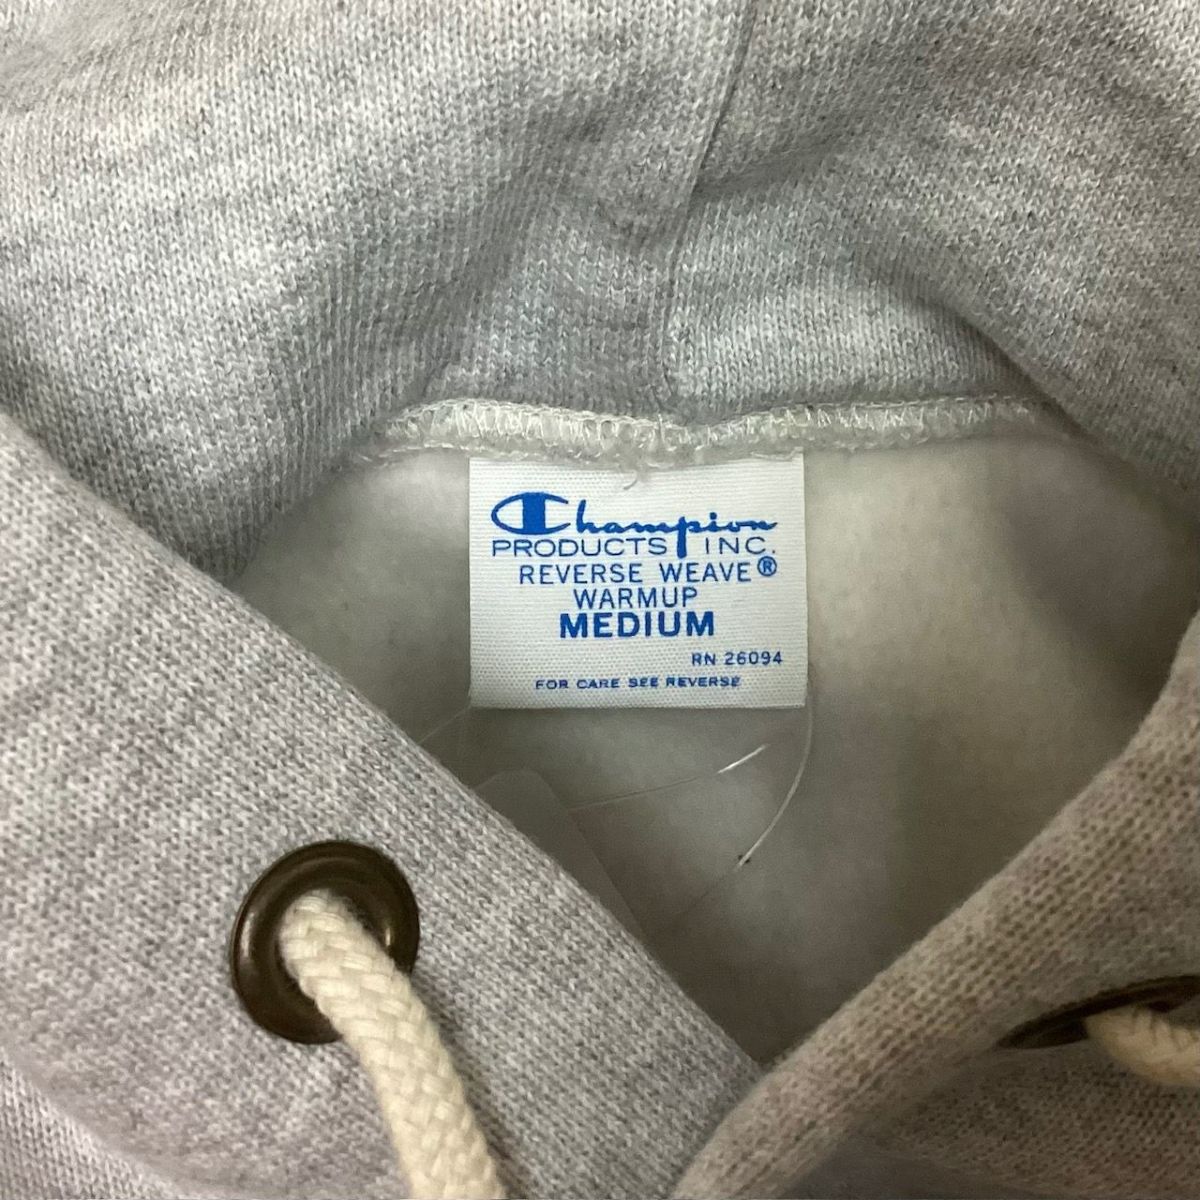 Champion
PRODUCTS INC.
REVERSE WEAVE®
WARMUP
MEDIUM
RN 26094
FOR CARE SEE REVERSE